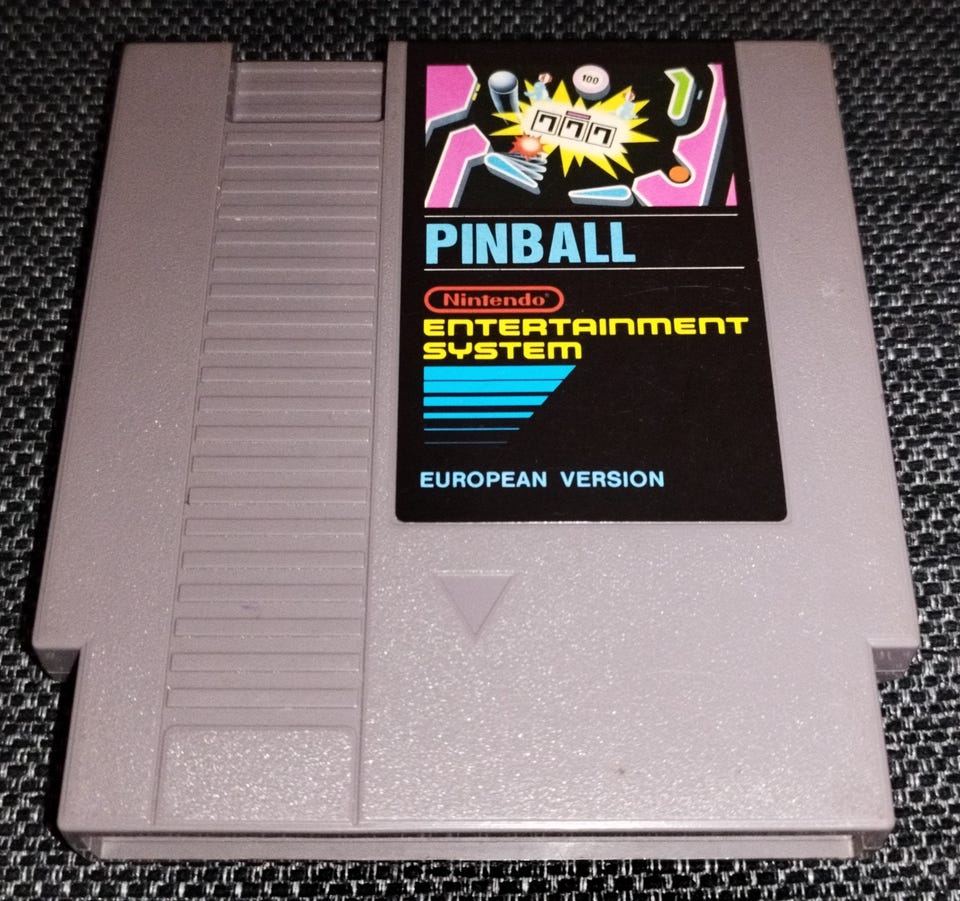 100
777
PINBALL
Nintendo®
ENTERTAINMENT
SYSTEM
EUROPEAN VERSION